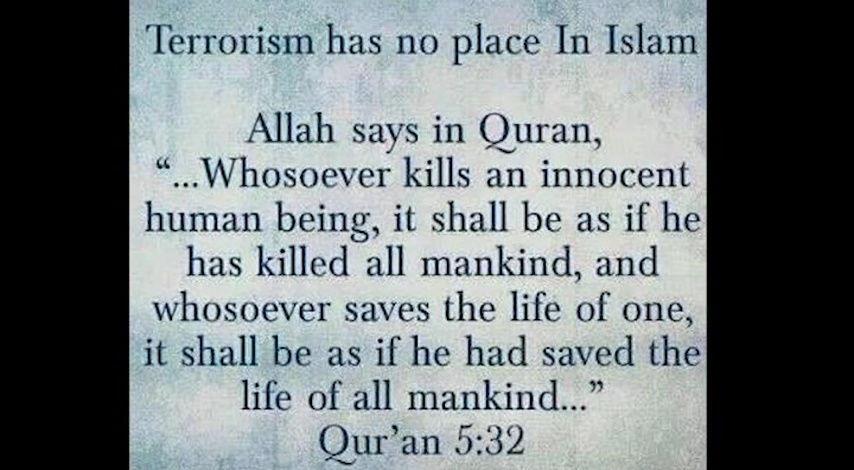 Terrorism has no place In Islam
Allah says in Quran,
“...Whosoever kills an innocent
human being, it shall be as if he
has killed all mankind, and
whosoever saves the life of one,
it shall be as if he had saved the
life of all mankind...”
Qur’an 5:32